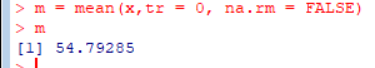 > m = mean(x,tr = 0, na.rm = FALSE)
> m
[1] 54.79285
>